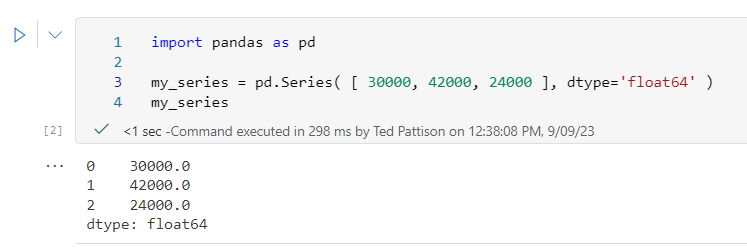 1 import pandas as pd
2
3 my_series = pd.Series( [ 30000, 42000, 24000 ], dtype='float64' )
4 my_series
[2] <1 sec -Command executed in 298 ms by Ted Pattison on 12:38:08 PM, 9/09/23
... 0 30000.0
1 42000.0
2 24000.0
dtype: float64